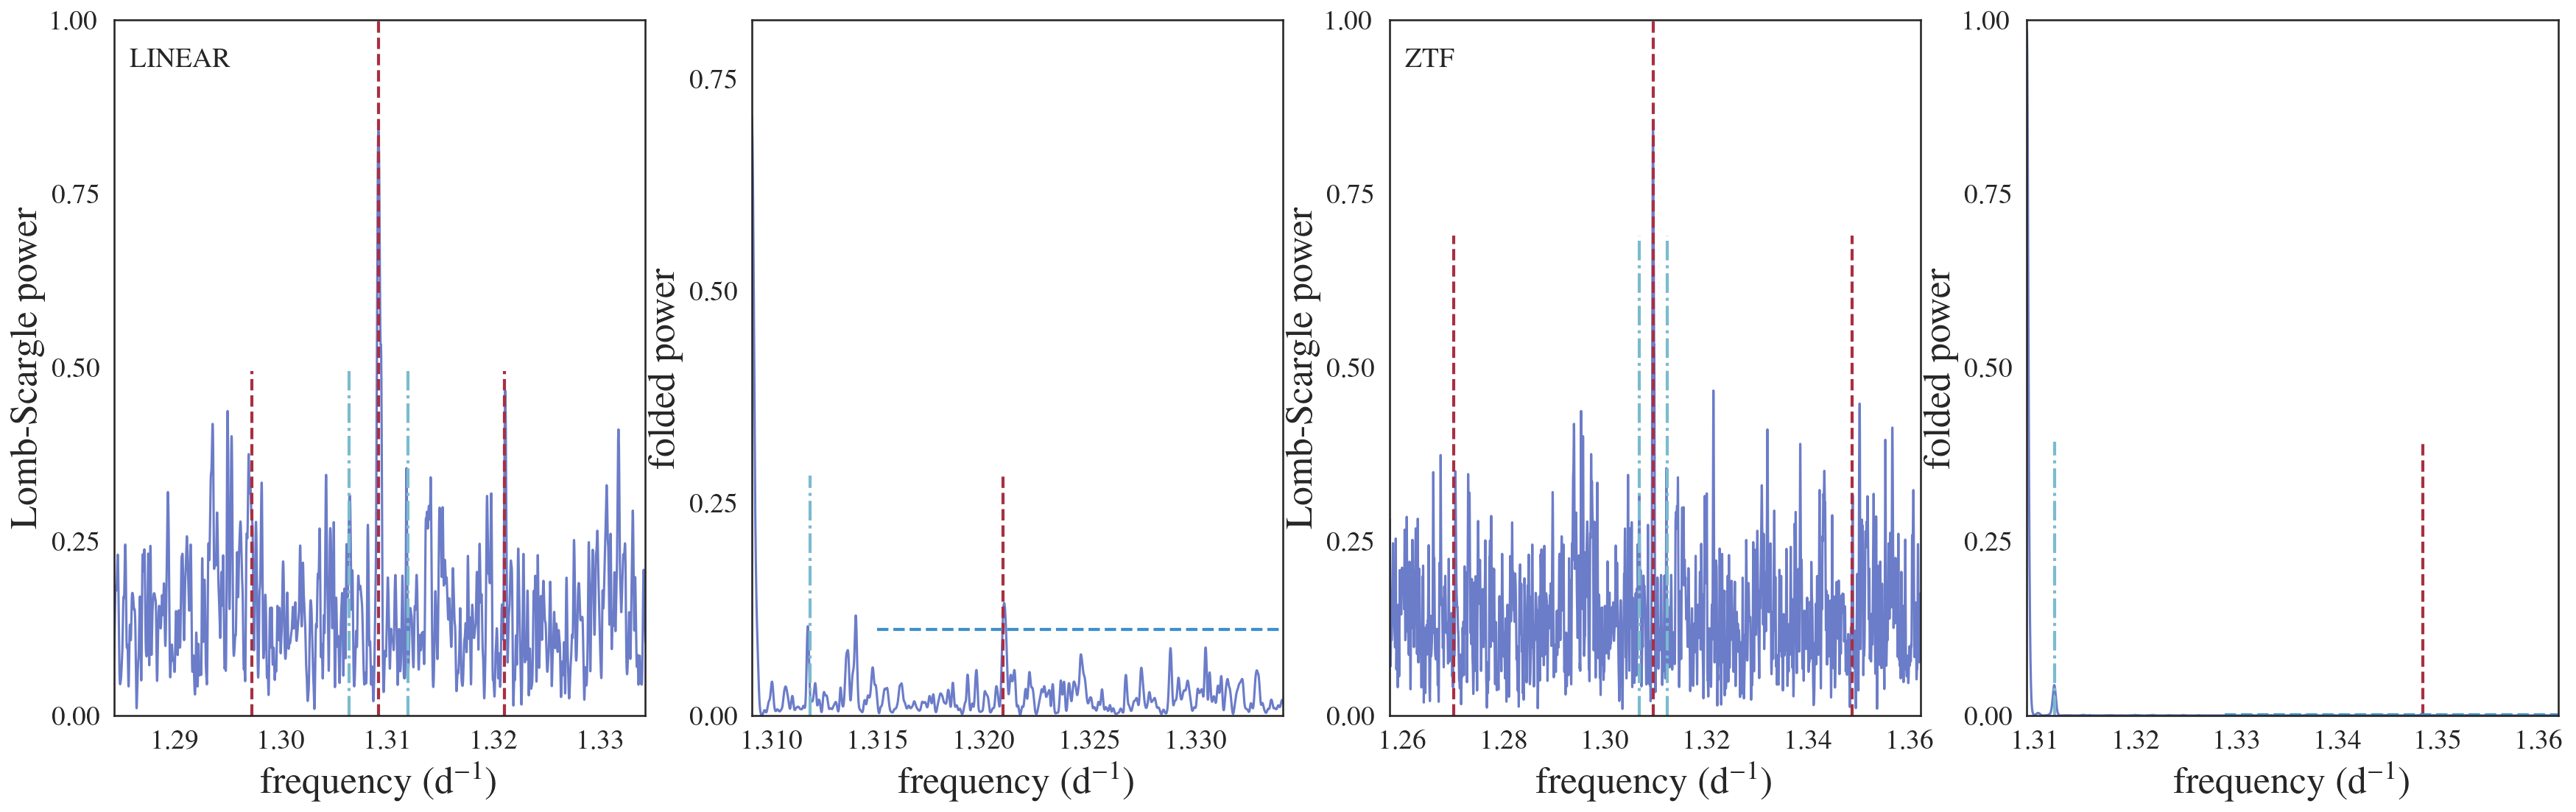 LINEAR
Lomb-Scargle power
1.00
0.75
0.50
0.25
0.00
1.29 1.30 1.31 1.32 1.33
frequency (d⁻¹)
folded power
0.75
0.50
0.25
0.00
1.310 1.315 1.320 1.325 1.330
frequency (d⁻¹)
ZTF
Lomb-Scargle power
1.00
0.75
0.50
0.25
0.00
1.26 1.28 1.30 1.32 1.34 1.36
frequency (d⁻¹)
folded power
1.00
0.75
0.50
0.25
0.00
1.31 1.32 1.33 1.34 1.35 1.36
frequency (d⁻¹)